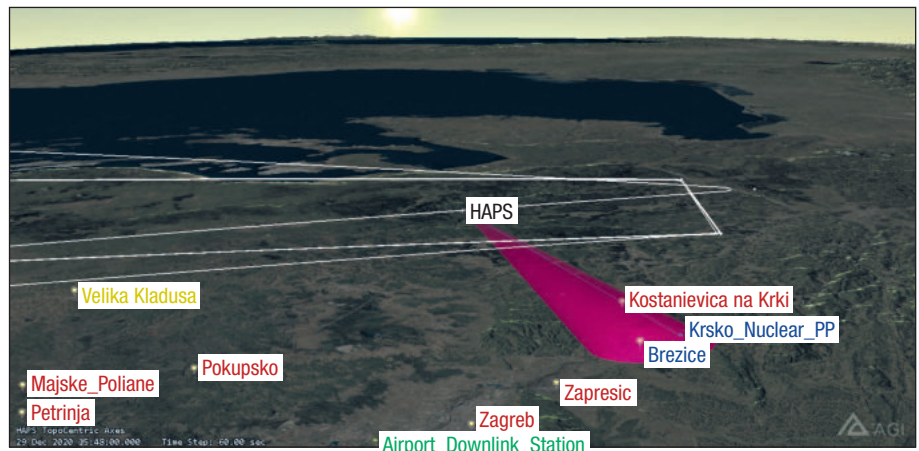 HAPS
Velika Kladusa
Kostanievica na Krki
Krsko_Nuclear_PP
Brezice
Pokupsko
Majske_Poliane
Zapresic
Petrinja
Zagreb
HAPS TopoCentric Axes
29 Dec 2020 15:48:00.000 Time Step: 60.00 sec
Airport_Downlink_Station
AGI